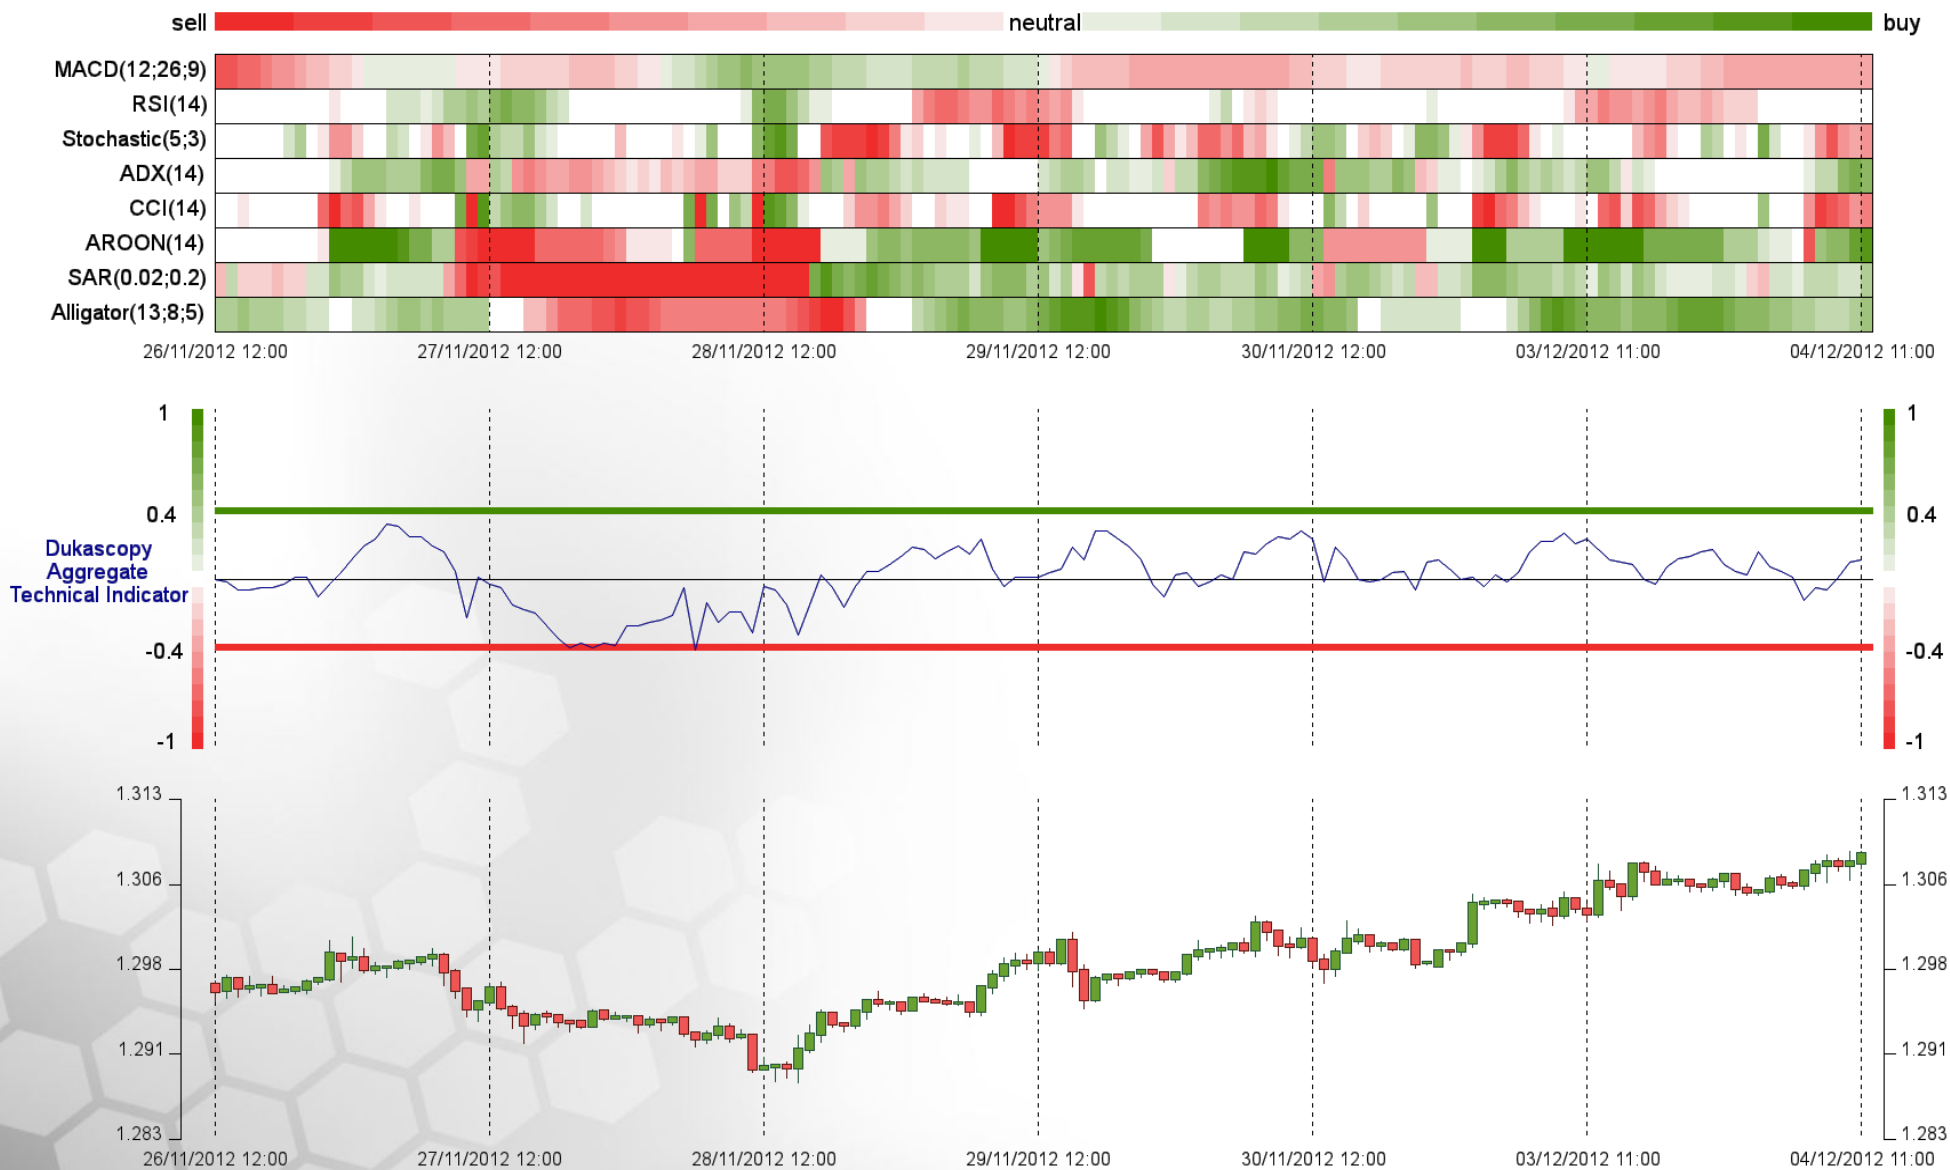 sell neutral buy
MACD(12;26;9)
RSI(14)
Stochastic(5;3)
ADX(14)
CCI(14)
AROON(14)
SAR(0.02;0.2)
Alligator(13;8;5)
26/11/2012 12:00 27/11/2012 12:00 28/11/2012 12:00 29/11/2012 12:00 30/11/2012 12:00 03/12/2012 11:00 04/12/2012 11:00
1 1
0.4 0.4
Dukascopy
Aggregate
Technical Indicator
-0.4 -0.4
-1 -1
1.313 1.313
1.306 1.306
1.298 1.298
1.291 1.291
1.283 1.283
26/11/2012 12:00 27/11/2012 12:00 28/11/2012 12:00 29/11/2012 12:00 30/11/2012 12:00 03/12/2012 11:00 04/12/2012 11:00